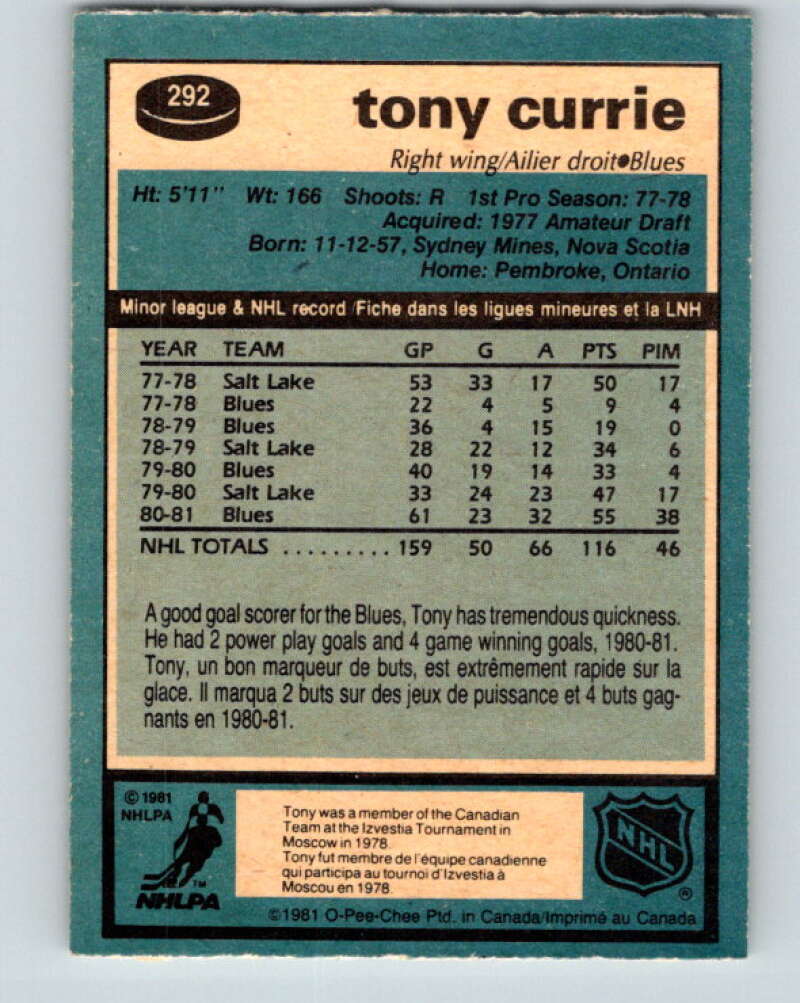 292
tony currie
Right wing/Ailier droit●Blues
Ht: 5'11" Wt: 166 Shoots: R 1st Pro Season: 77-78
Acquired: 1977 Amateur Draft
Born: 11-12-57, Sydney Mines, Nova Scotia
Home: Pembroke, Ontario
Minor league & NHL record/Fiche dans les ligues mineures et la LNH
YEAR TEAM GP G A PTS PIM
77-78 Salt Lake 53 33 17 50 17
77-78 Blues 22 4 5 9 4
78-79 Blues 36 4 15 19 0
78-79 Salt Lake 28 22 12 34 6
79-80 Blues 40 19 14 33 4
79-80 Salt Lake 33 24 23 47 17
80-81 Blues 61 23 32 55 38
NHL TOTALS .......... 159 50 66 116 46
A good goal scorer for the Blues, Tony has tremendous quickness.
He had 2 power play goals and 4 game winning goals, 1980-81.
Tony, un bon marqueur de buts, est extrêmement rapide sur la
glace. Il marqua 2 buts sur des jeux de puissance et 4 buts gag-
nants en 1980-81.
© 1981
NHLPA
TM
NHLPA
Tony was a member of the Canadian
Team at the Izvestia Tournament in
Moscow in 1978.
Tony fut membre de l'équipe canadienne
qui participa au tournoi d'Izvestia à
Moscou en 1978.
NHL
®
©1981 O-Pee-Chee Ptd. in Canada/Imprimé au Canada